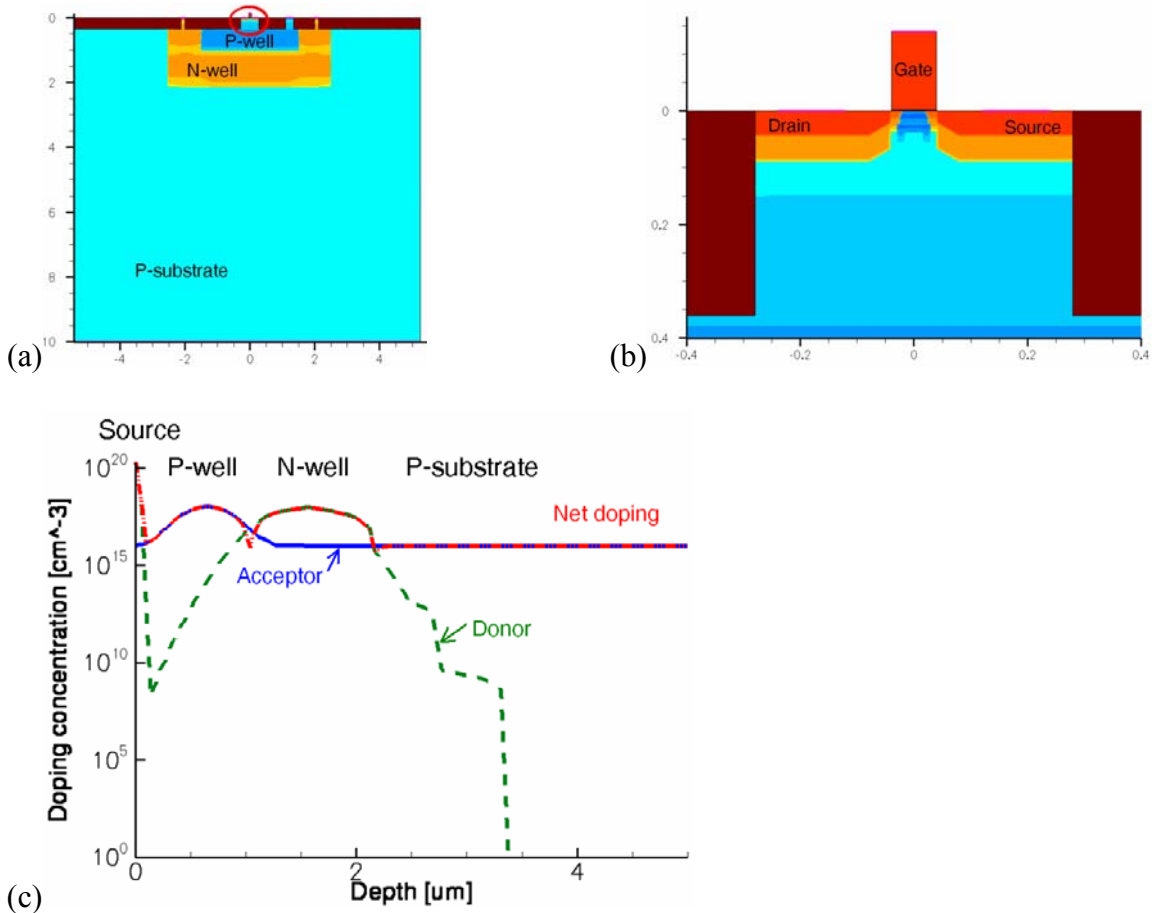 0
2
4
6
8
10
-4
-2
0
2
4
P-well
N-well
P-substrate
(a)
0
0.2
0.4
-0.4
-0.2
0
0.2
0.4
Gate
Drain
Source
(b)
Source
P-well
N-well
P-substrate
Net doping
Acceptor
Donor
Doping concentration [cm^-3]
10^20
10^15
10^10
10^5
10^0
0
2
4
Depth [um]
(c)